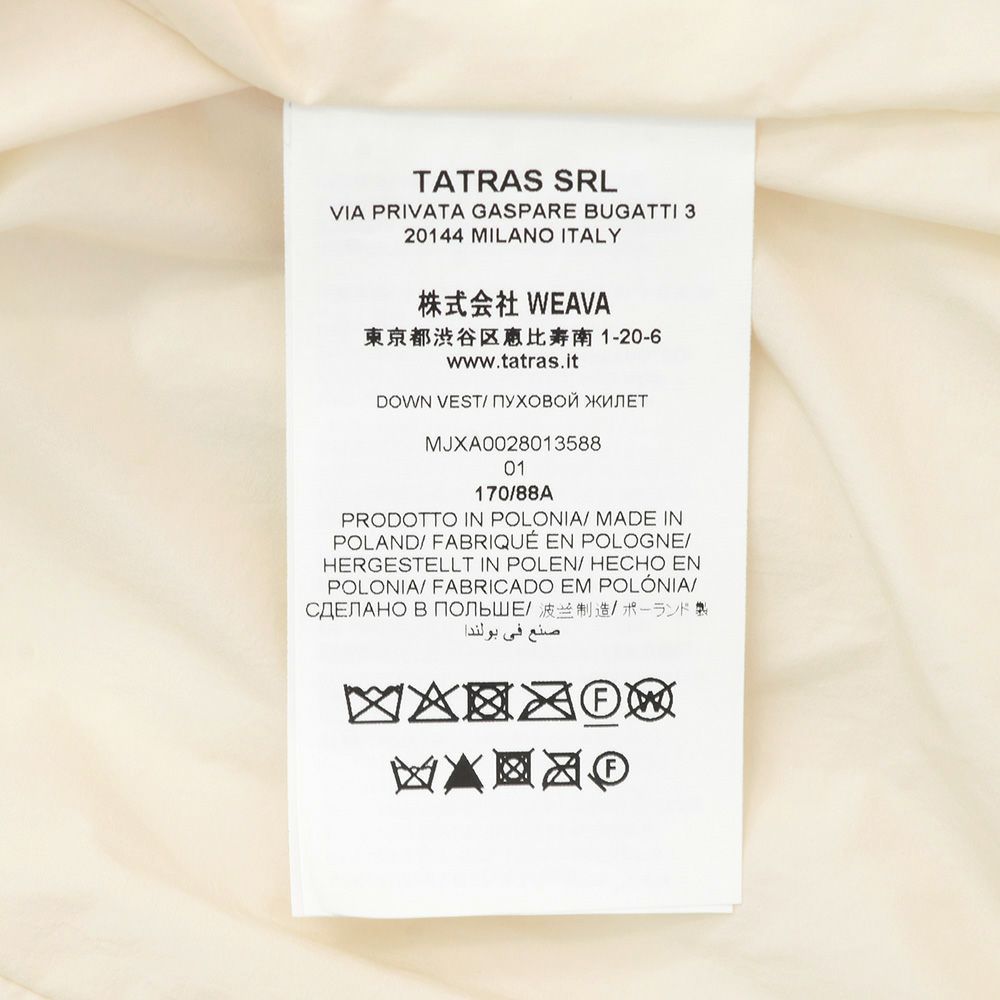 TATRAS SRL
VIA PRIVATA GASPARE BUGATTI 3
20144 MILANO ITALY
株式会社 WEAVA
東京都渋谷区恵比寿南 1-20-6
www.tatras.it
DOWN VEST/ ПУХОВОЙ ЖИЛЕТ
MJXA0028013588
01
170/88A
PRODOTTO IN POLONIA/ MADE IN
POLAND/ FABRIQUÉ EN POLOGNE/
HERGESTELLT IN POLEN/ HECHO EN
POLONIA/ FABRICADO EM POLÓNIA/
СДЕЛАНО В ПОЛЬШЕ/ 波兰制造/ ポーランド製
صنع في بولندا
F W
F